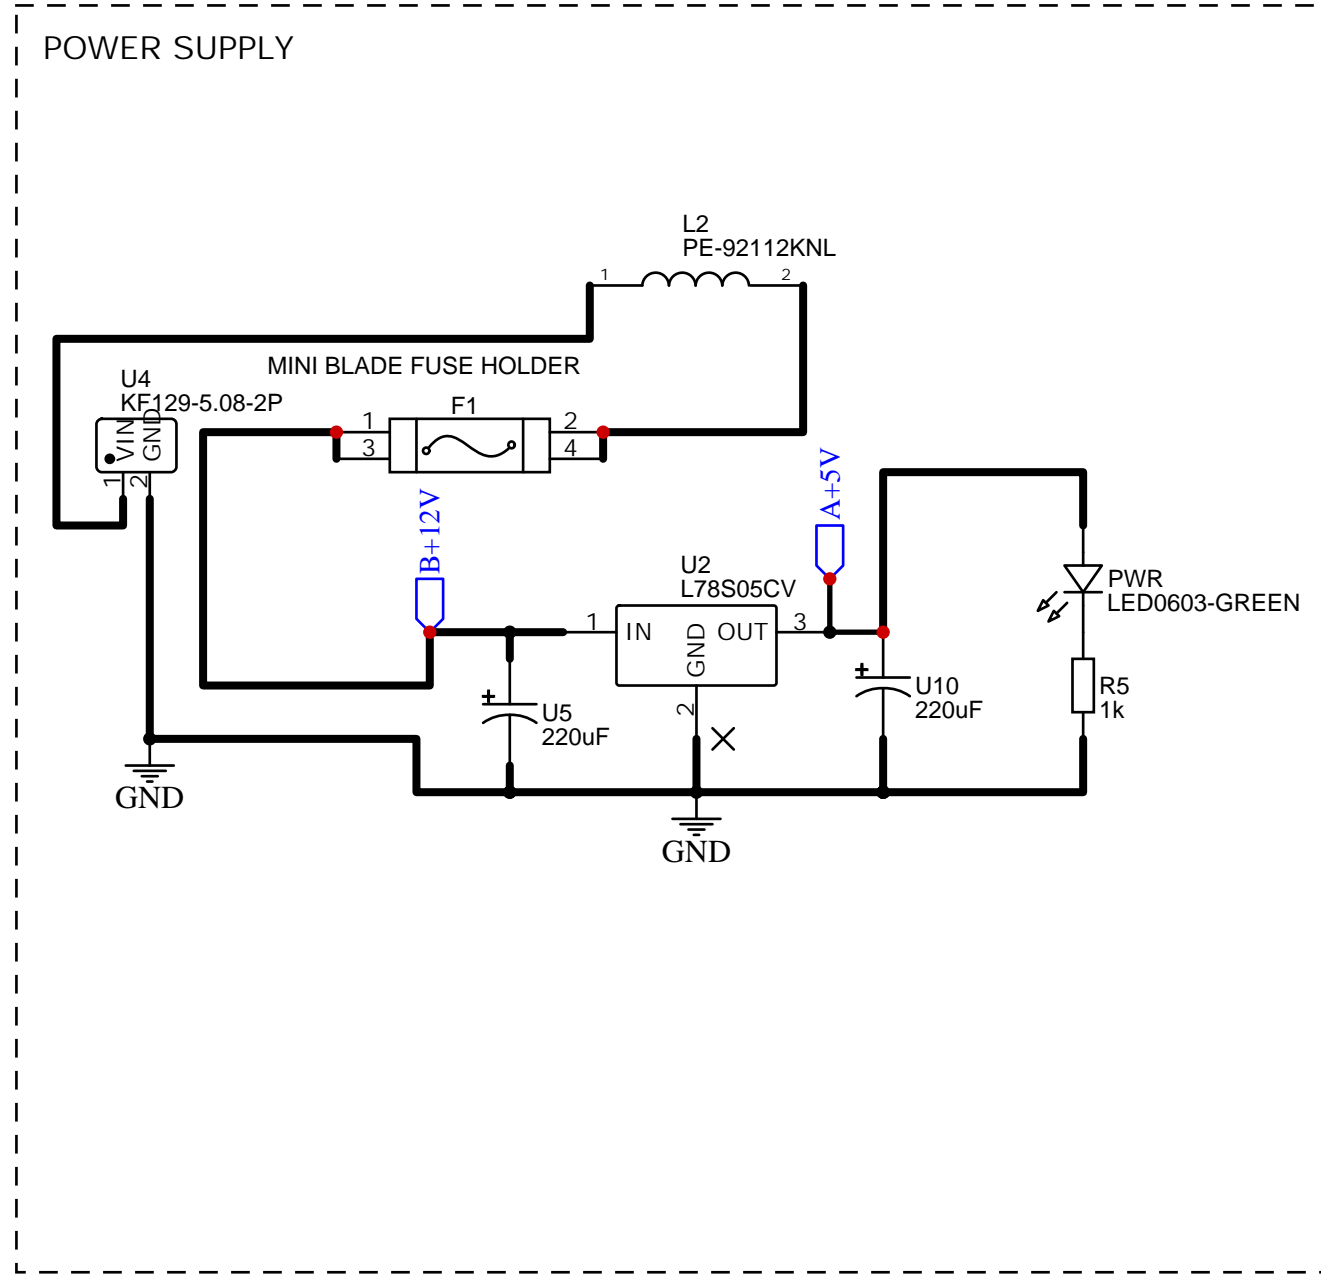 POWER SUPPLY
L2
PE-92112KNL
1
2
MINI BLADE FUSE HOLDER
U4
KF129-5.08-2P
VIN
GND
1
2
F1
1
2
3
4
B+12V
A+5V
U2
L78S05CV
1
IN
GND
OUT
3
2
PWR
LED0603-GREEN
U5
220uF
U10
220uF
R5
1k
GND
GND